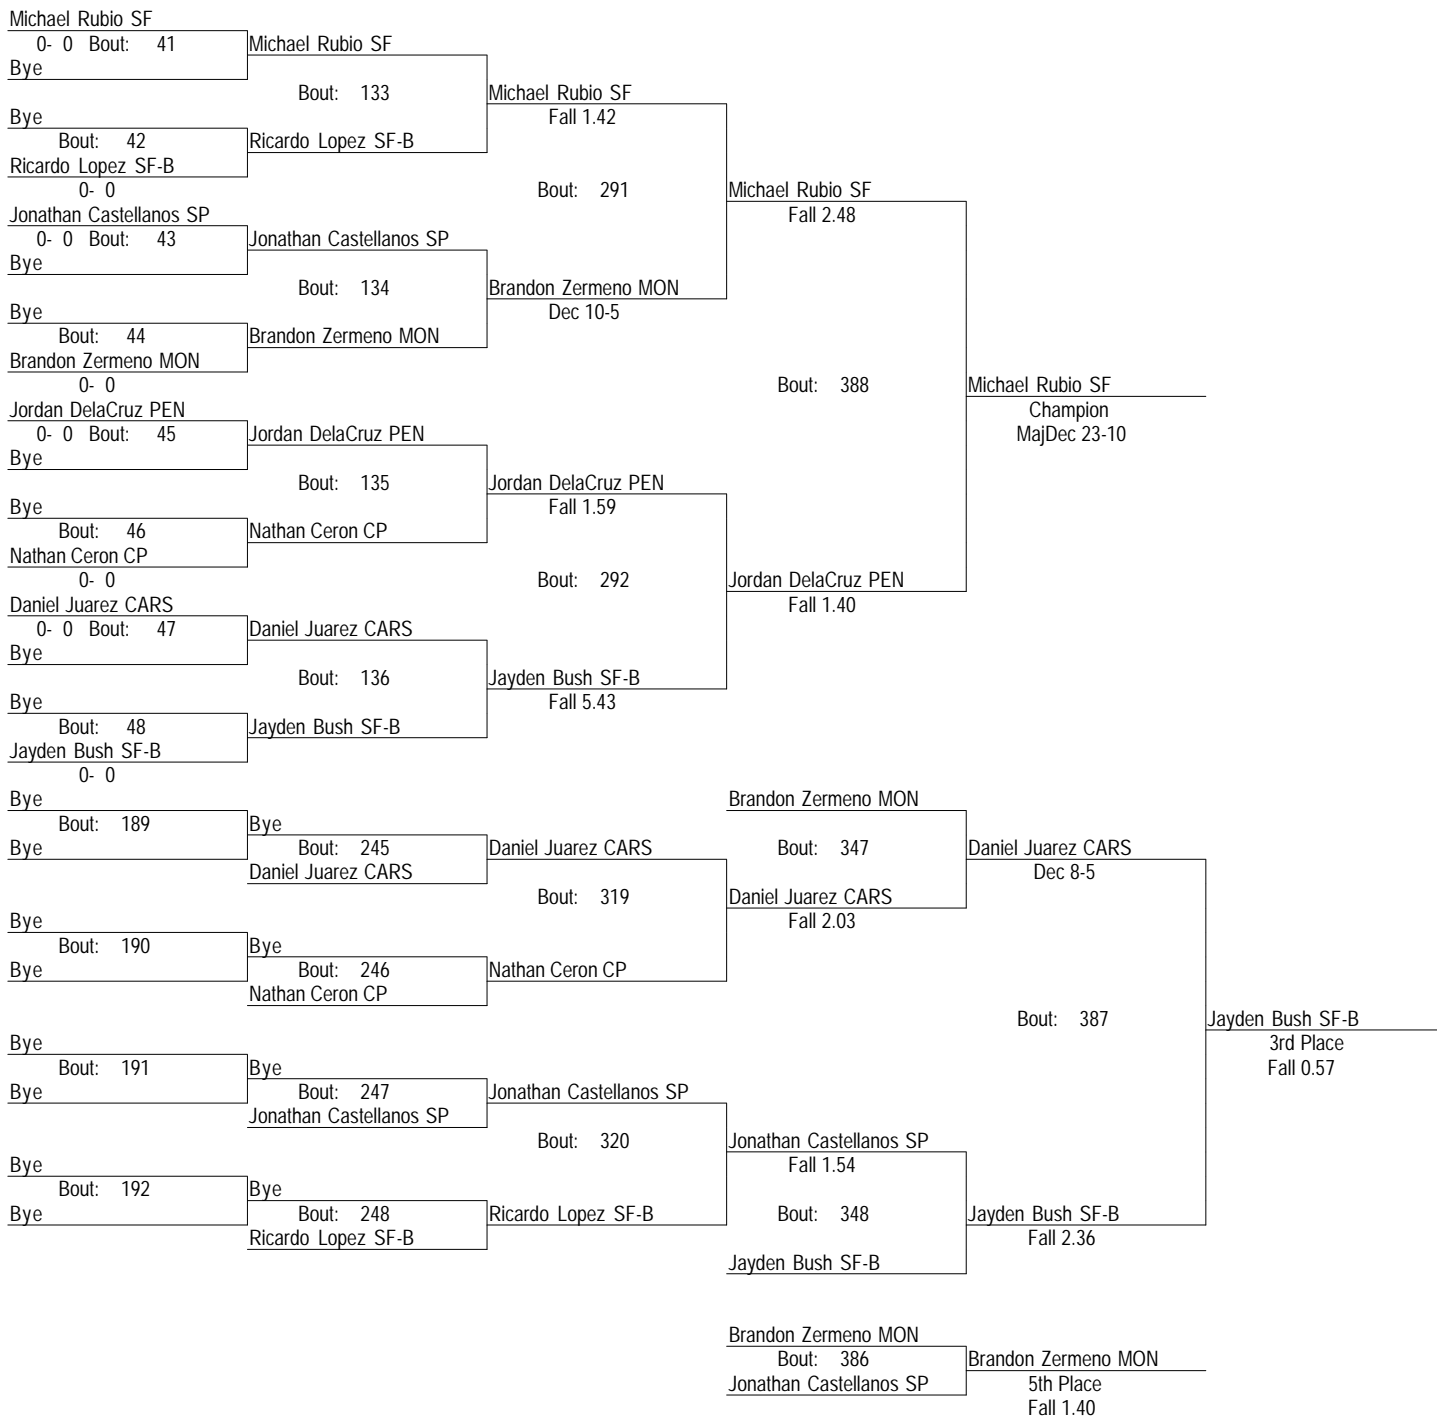 Michael Rubio SF
0- 0 Bout: 41 Michael Rubio SF
Bye
Bout: 133 Michael Rubio SF
Bye Fall 1.42
Bout: 42 Ricardo Lopez SF-B
Ricardo Lopez SF-B
0- 0 Bout: 291 Michael Rubio SF
Jonathan Castellanos SP Fall 2.48
0- 0 Bout: 43 Jonathan Castellanos SP
Bye
Bout: 134 Brandon Zermeno MON
Bye Dec 10-5
Bout: 44 Brandon Zermeno MON
Brandon Zermeno MON
0- 0 Bout: 388 Michael Rubio SF
Jordan DelaCruz PEN Champion
0- 0 Bout: 45 Jordan DelaCruz PEN MajDec 23-10
Bye
Bout: 135 Jordan DelaCruz PEN
Bye Fall 1.59
Bout: 46 Nathan Ceron CP
Nathan Ceron CP
0- 0 Bout: 292 Jordan DelaCruz PEN
Daniel Juarez CARS Fall 1.40
0- 0 Bout: 47 Daniel Juarez CARS
Bye
Bout: 136 Jayden Bush SF-B
Bye Fall 5.43
Bout: 48 Jayden Bush SF-B
Jayden Bush SF-B
0- 0
Bye Brandon Zermeno MON
Bout: 189 Bye
Bye Bout: 245 Daniel Juarez CARS Bout: 347 Daniel Juarez CARS
Daniel Juarez CARS Dec 8-5
Bout: 319 Daniel Juarez CARS
Bye Fall 2.03
Bout: 190 Bye
Bye Bout: 246 Nathan Ceron CP
Nathan Ceron CP
Bout: 387 Jayden Bush SF-B
Bye 3rd Place
Bout: 191 Bye Fall 0.57
Bye Bout: 247 Jonathan Castellanos SP
Jonathan Castellanos SP
Bout: 320 Jonathan Castellanos SP
Bye Fall 1.54
Bout: 192 Bye
Bye Bout: 248 Ricardo Lopez SF-B Bout: 348 Jayden Bush SF-B
Ricardo Lopez SF-B Fall 2.36
Jayden Bush SF-B
Brandon Zermeno MON
Bout: 386 Brandon Zermeno MON
Jonathan Castellanos SP 5th Place
Fall 1.40